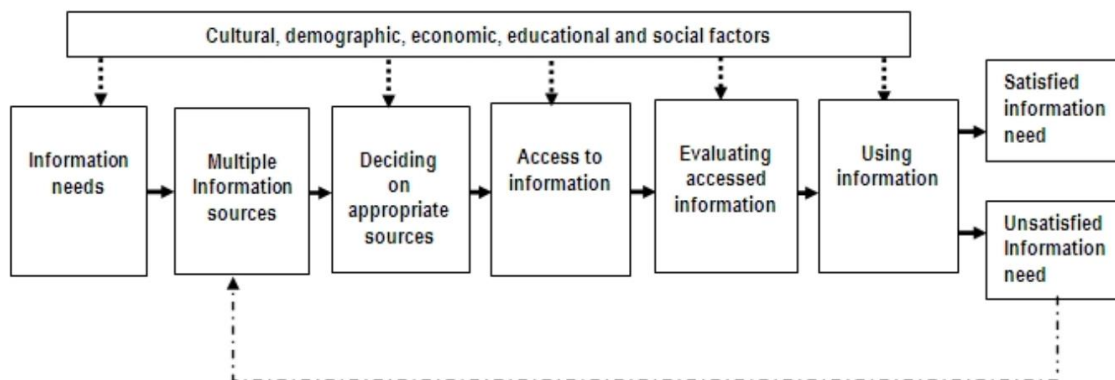 Cultural, demographic, economic, educational and social factors
Information
needs
Multiple
Information
sources
Deciding
on
appropriate
sources
Access to
information
Evaluating
accessed
information
Using
information
Satisfied
information
need
Unsatisfied
Information
need